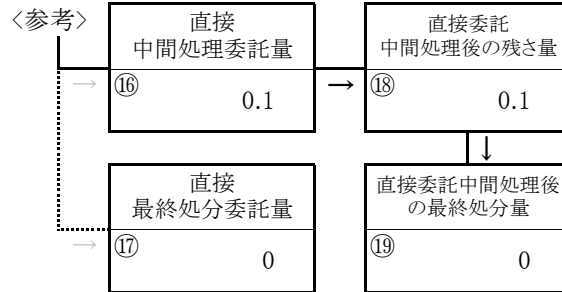 〈参考〉
直接
中間処理委託量
⑯
0.1
→
→
直接委託
中間処理後の残さ量
⑱
0.1
↓
直接
最終処分委託量
⑰
0
→
直接委託中間処理後
の最終処分量
⑲
0